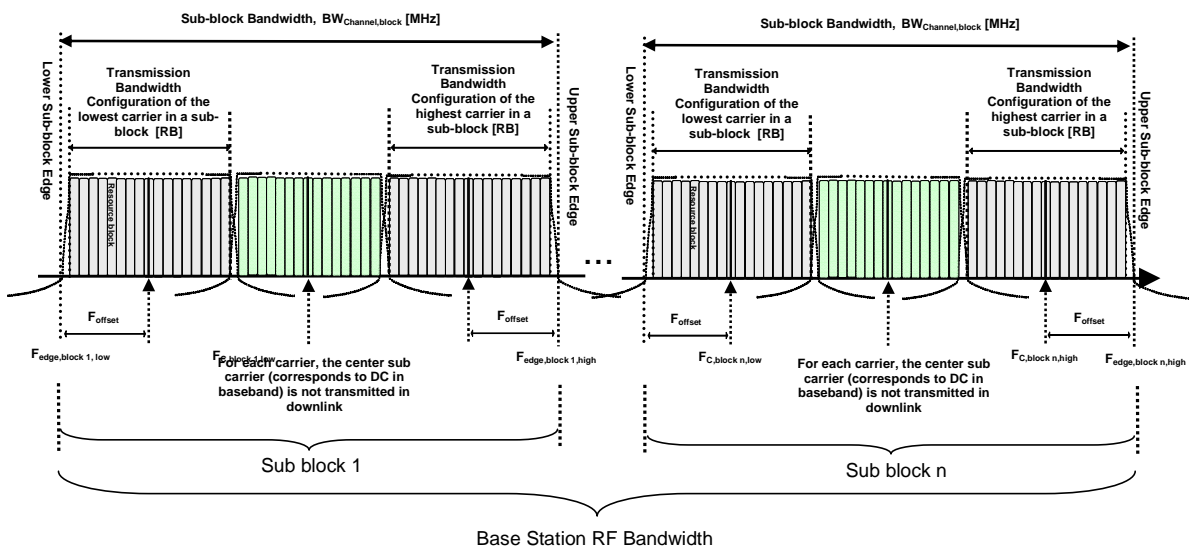 Sub-block Bandwidth, BWChannel,block [MHz]
Lower Sub-block Edge
Transmission
Bandwidth
Configuration of the
lowest carrier in a sub-
block [RB]
Transmission
Bandwidth
Configuration of the
highest carrier in a
sub-block [RB]
Upper Sub-block Edge
Resource block
Foffset
Foffset
Fedge,block 1, low
FC,block 1,low
Fedge,block 1,high
For each carrier, the center sub
carrier (corresponds to DC in
baseband) is not transmitted in
downlink
Sub block 1
...
Sub-block Bandwidth, BWChannel,block [MHz]
Lower Sub-block Edge
Transmission
Bandwidth
Configuration of the
lowest carrier in a
sub-block [RB]
Transmission
Bandwidth
Configuration of the
highest carrier in a
sub-block [RB]
Upper Sub-block Edge
Resource block
Foffset
Foffset
FC,block n,low
FC,block n,high
Fedge,block n,high
For each carrier, the center sub
carrier (corresponds to DC in
baseband) is not transmitted in
downlink
Sub block n
Base Station RF Bandwidth